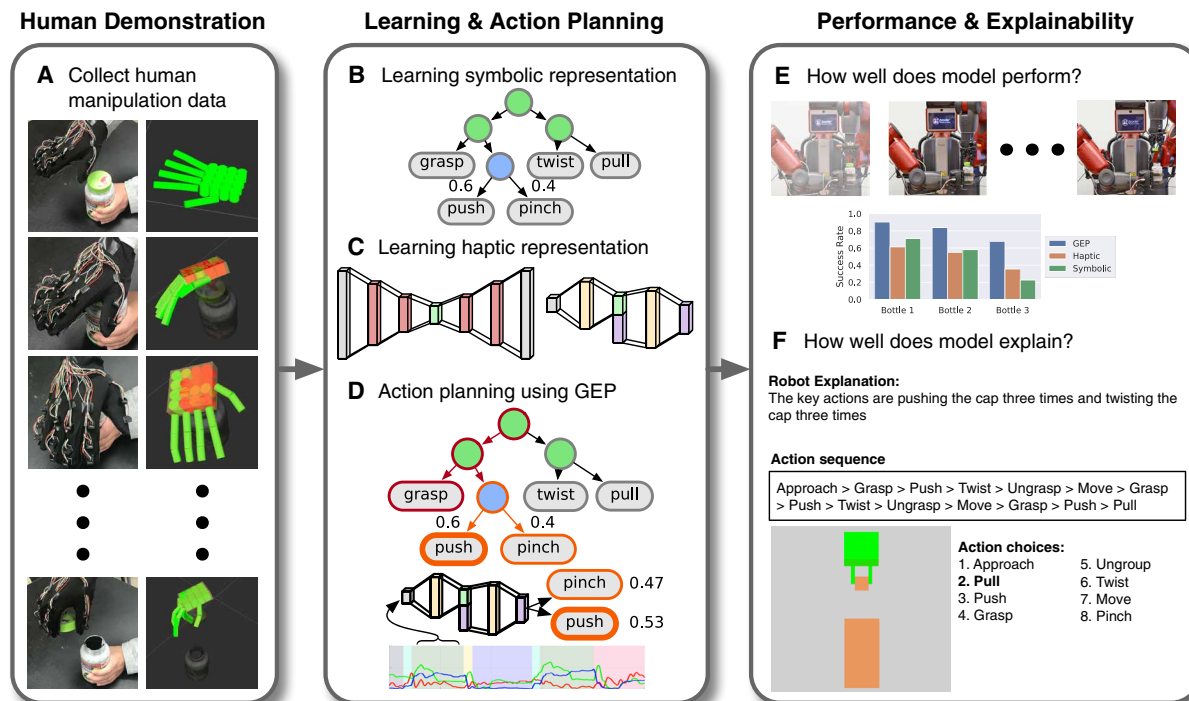 Human Demonstration
Learning & Action Planning
Performance & Explainability
A Collect human
manipulation data
B Learning symbolic representation
grasp
twist
pull
0.6
0.4
push
pinch
C Learning haptic representation
D Action planning using GEP
grasp
twist
pull
0.6
0.4
push
pinch
pinch 0.47
push 0.53
E How well does model perform?
Success Rate
1.0
0.8
0.6
0.4
0.2
0.0
Bottle 1
Bottle 2
Bottle 3
GEP
Haptic
Symbolic
F How well does model explain?
Robot Explanation:
The key actions are pushing the cap three times and twisting the
cap three times
Action sequence
Approach > Grasp > Push > Twist > Ungrasp > Move > Grasp
> Push > Twist > Ungrasp > Move > Grasp > Push > Pull
Action choices:
1. Approach
2. Pull
3. Push
4. Grasp
5. Ungroup
6. Twist
7. Move
8. Pinch